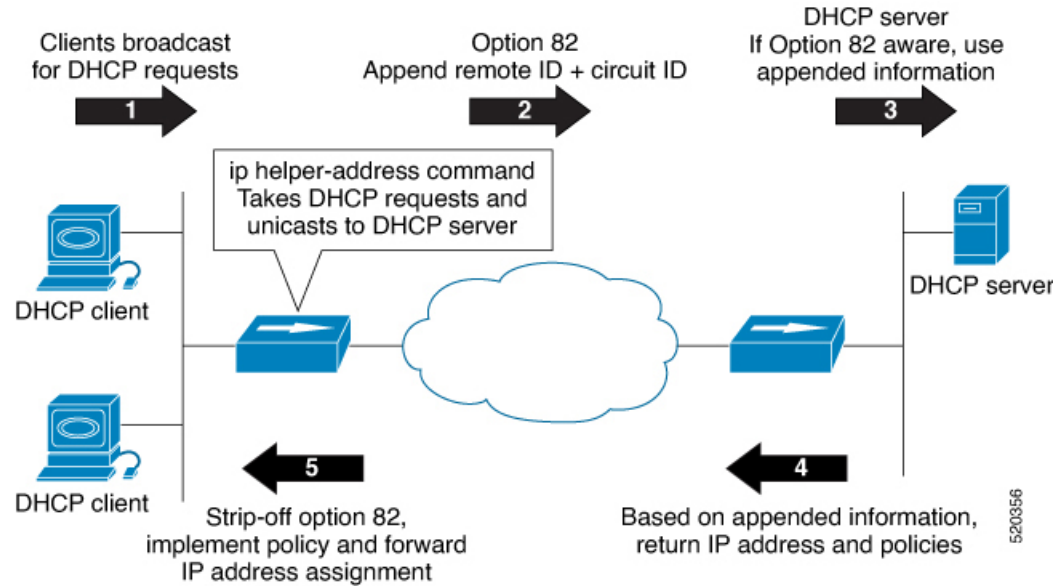 Clients broadcast
for DHCP requests
1
Option 82
Append remote ID + circuit ID
2
DHCP server
If Option 82 aware, use
appended information
3
ip helper-address command
Takes DHCP requests and
unicasts to DHCP server
DHCP client
DHCP server
DHCP client
5
Strip-off option 82,
implement policy and forward
IP address assignment
4
Based on appended information,
return IP address and policies
520356